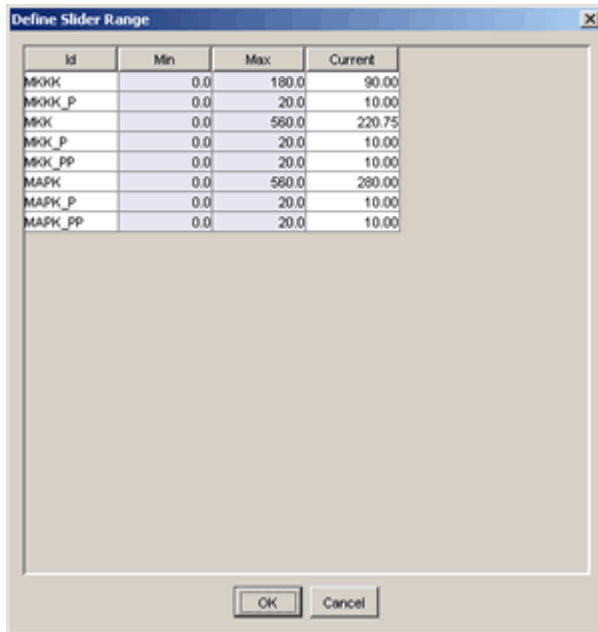 Define Slider Range
Id Min Max Current
MKKK 0.0 180.0 90.00
MKKK_P 0.0 20.0 10.00
MKK 0.0 560.0 220.75
MKK_P 0.0 20.0 10.00
MKK_PP 0.0 20.0 10.00
MAPK 0.0 560.0 280.00
MAPK_P 0.0 20.0 10.00
MAPK_PP 0.0 20.0 10.00
OK Cancel